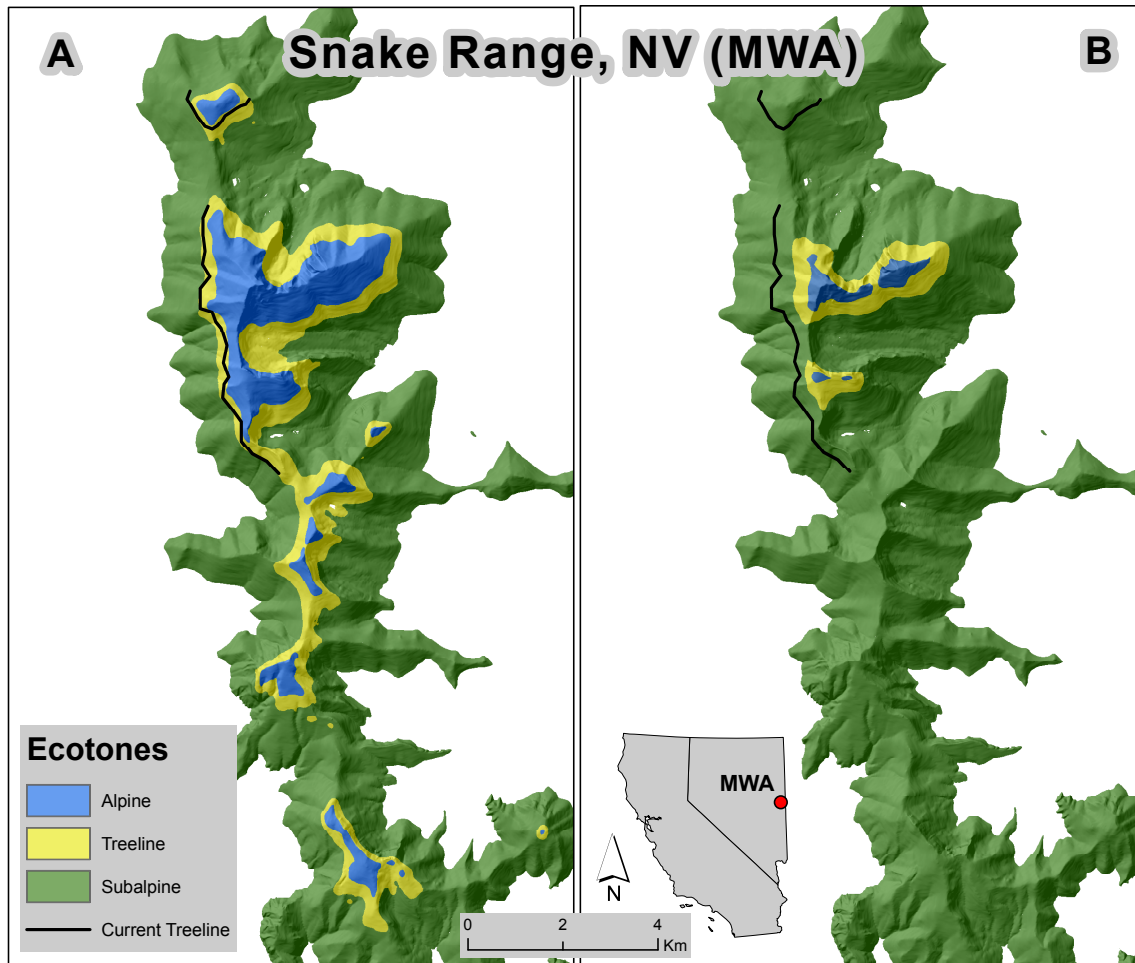 A
Snake Range, NV (MWA)
B
Ecotones
Alpine
Treeline
Subalpine
Current Treeline
MWA
N
0 2 4
Km